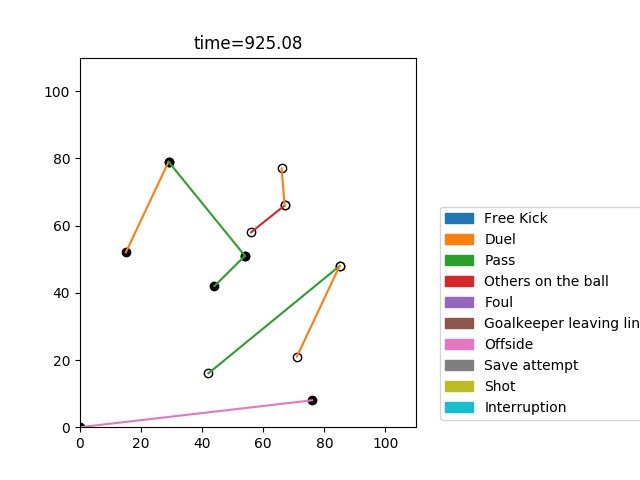 time=925.08
100
80
60
40
20
0
0 20 40 60 80 100
Free Kick
Duel
Pass
Others on the ball
Foul
Goalkeeper leaving lin
Offside
Save attempt
Shot
Interruption